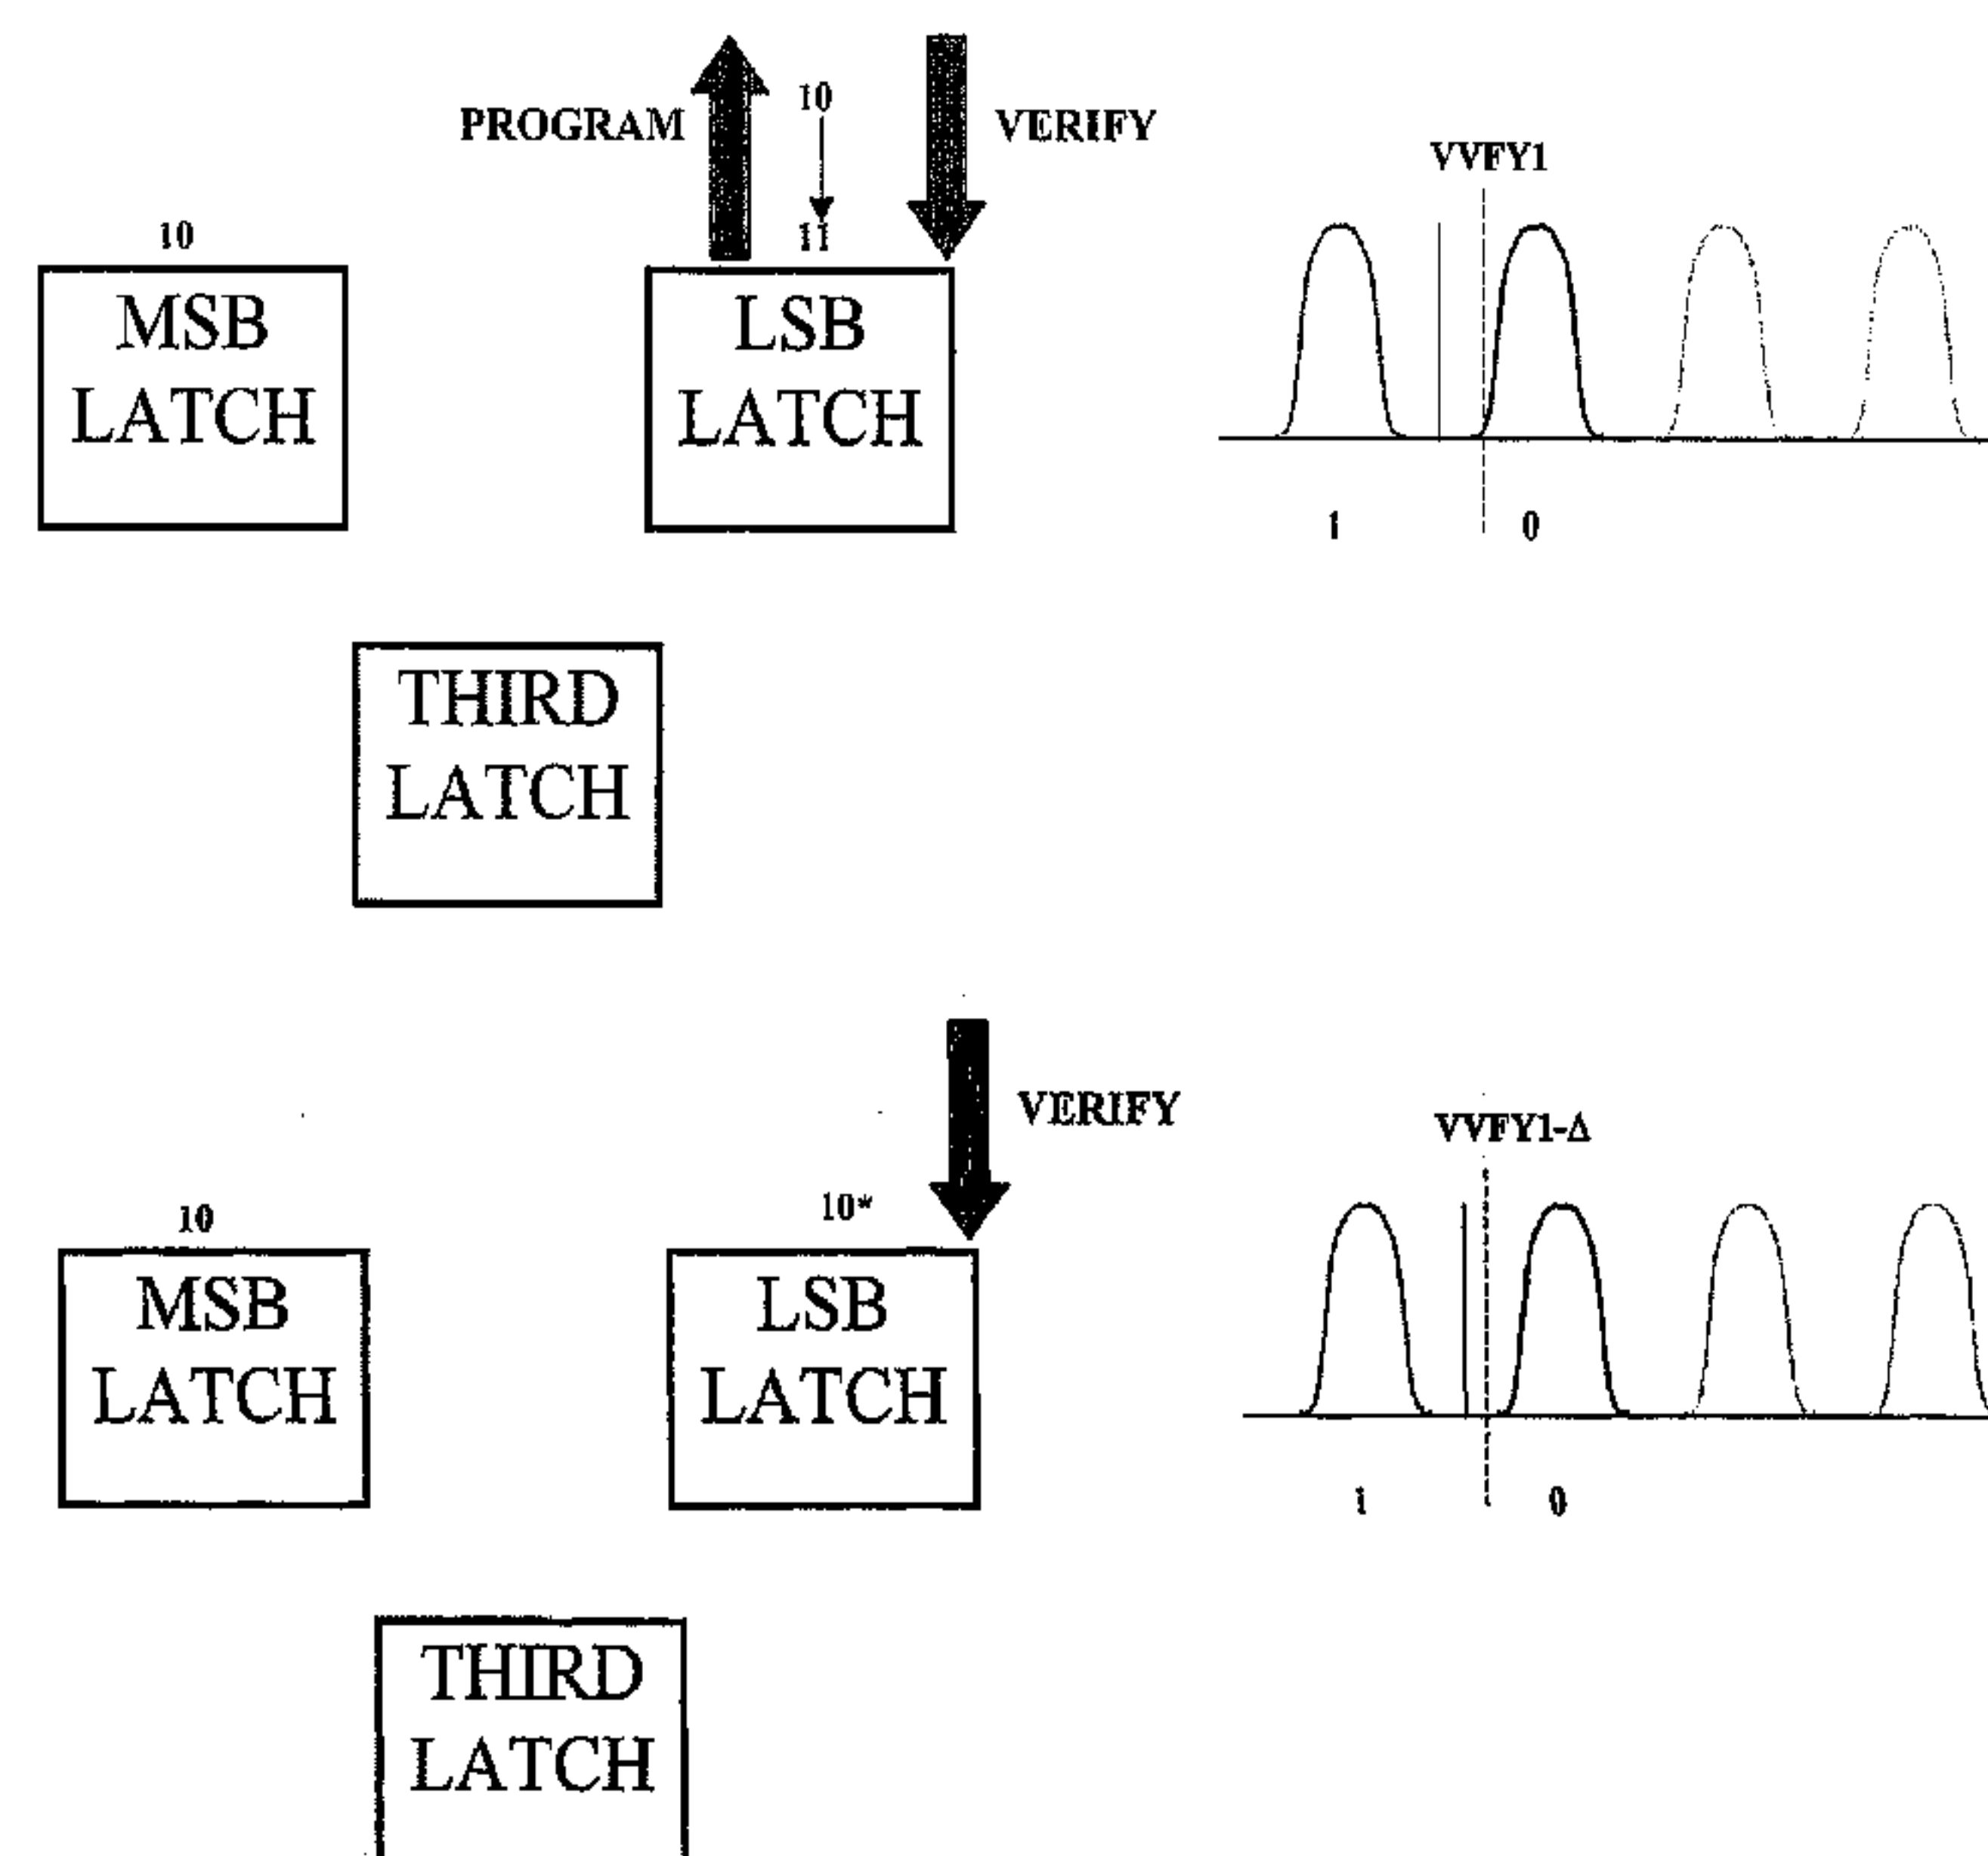 PROGRAM
10
11
VERIFY
VVFY1
10
MSB
LATCH
LSB
LATCH
1 0
THIRD
LATCH
VERIFY
VVFY1-Δ
10
10*
MSB
LATCH
LSB
LATCH
1 0
THIRD
LATCH